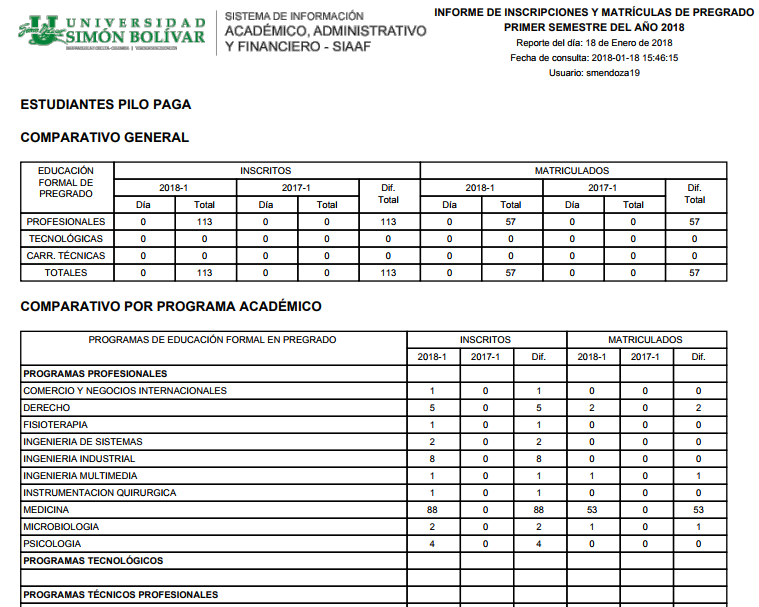 UNIVERSIDAD
SIMÓN BOLÍVAR
SISTEMA DE INFORMACIÓN
ACADÉMICO, ADMINISTRATIVO
Y FINANCIERO - SIAAF
INFORME DE INSCRIPCIONES Y MATRÍCULAS DE PREGRADO
PRIMER SEMESTRE DEL AÑO 2018
Reporte del día: 18 de Enero de 2018
Fecha de consulta: 2018-01-18 15:46:15
Usuario: smendoza19
ESTUDIANTES PILO PAGA
COMPARATIVO GENERAL
EDUCACIÓN FORMAL DE PREGRADO INSCRITOS MATRICULADOS
2018-1 2017-1 Dif. Total 2018-1 2017-1 Dif. Total
Día Total Día Total Día Total Día Total
PROFESIONALES 0 113 0 0 113 0 57 0 0 57
TECNOLÓGICAS 0 0 0 0 0 0 0 0 0 0
CARR. TÉCNICAS 0 0 0 0 0 0 0 0 0 0
TOTALES 0 113 0 0 113 0 57 0 0 57
COMPARATIVO POR PROGRAMA ACADÉMICO
PROGRAMAS DE EDUCACIÓN FORMAL EN PREGRADO INSCRITOS MATRICULADOS
2018-1 2017-1 Dif. 2018-1 2017-1 Dif.
PROGRAMAS PROFESIONALES
COMERCIO Y NEGOCIOS INTERNACIONALES 1 0 1 0 0 0
DERECHO 5 0 5 2 0 2
FISIOTERAPIA 1 0 1 0 0 0
INGENIERIA DE SISTEMAS 2 0 2 0 0 0
INGENIERIA INDUSTRIAL 8 0 8 0 0 0
INGENIERIA MULTIMEDIA 1 0 1 1 0 1
INSTRUMENTACION QUIRURGICA 1 0 1 0 0 0
MEDICINA 88 0 88 53 0 53
MICROBIOLOGIA 2 0 2 1 0 1
PSICOLOGIA 4 0 4 0 0 0
PROGRAMAS TECNOLÓGICOS
PROGRAMAS TÉCNICOS PROFESIONALES